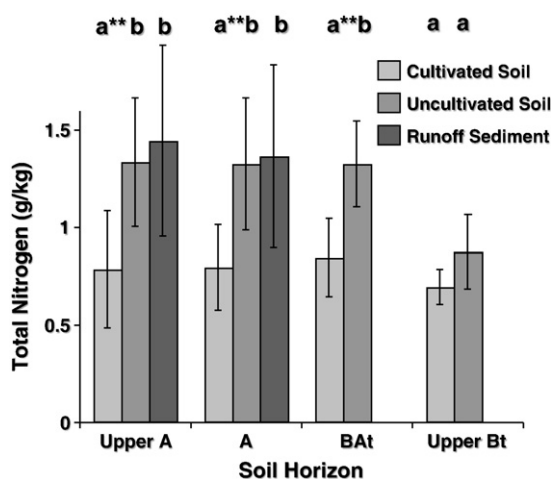 a**b b a**b b a**b a a
Cultivated Soil
Uncultivated Soil
Runoff Sediment
Total Nitrogen (g/kg)
1.5
1
0.5
0
Upper A A BAt Upper Bt
Soil Horizon